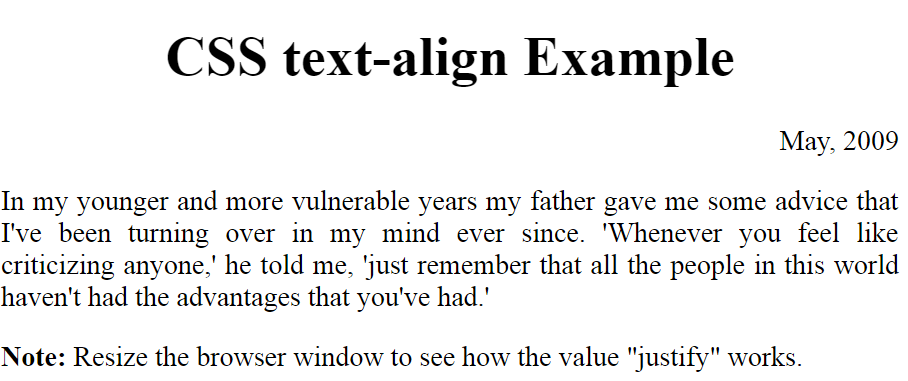 CSS text-align Example
May, 2009
In my younger and more vulnerable years my father gave me some advice that
I've been turning over in my mind ever since. 'Whenever you feel like
criticizing anyone,' he told me, 'just remember that all the people in this world
haven't had the advantages that you've had.'
Note: Resize the browser window to see how the value "justify" works.